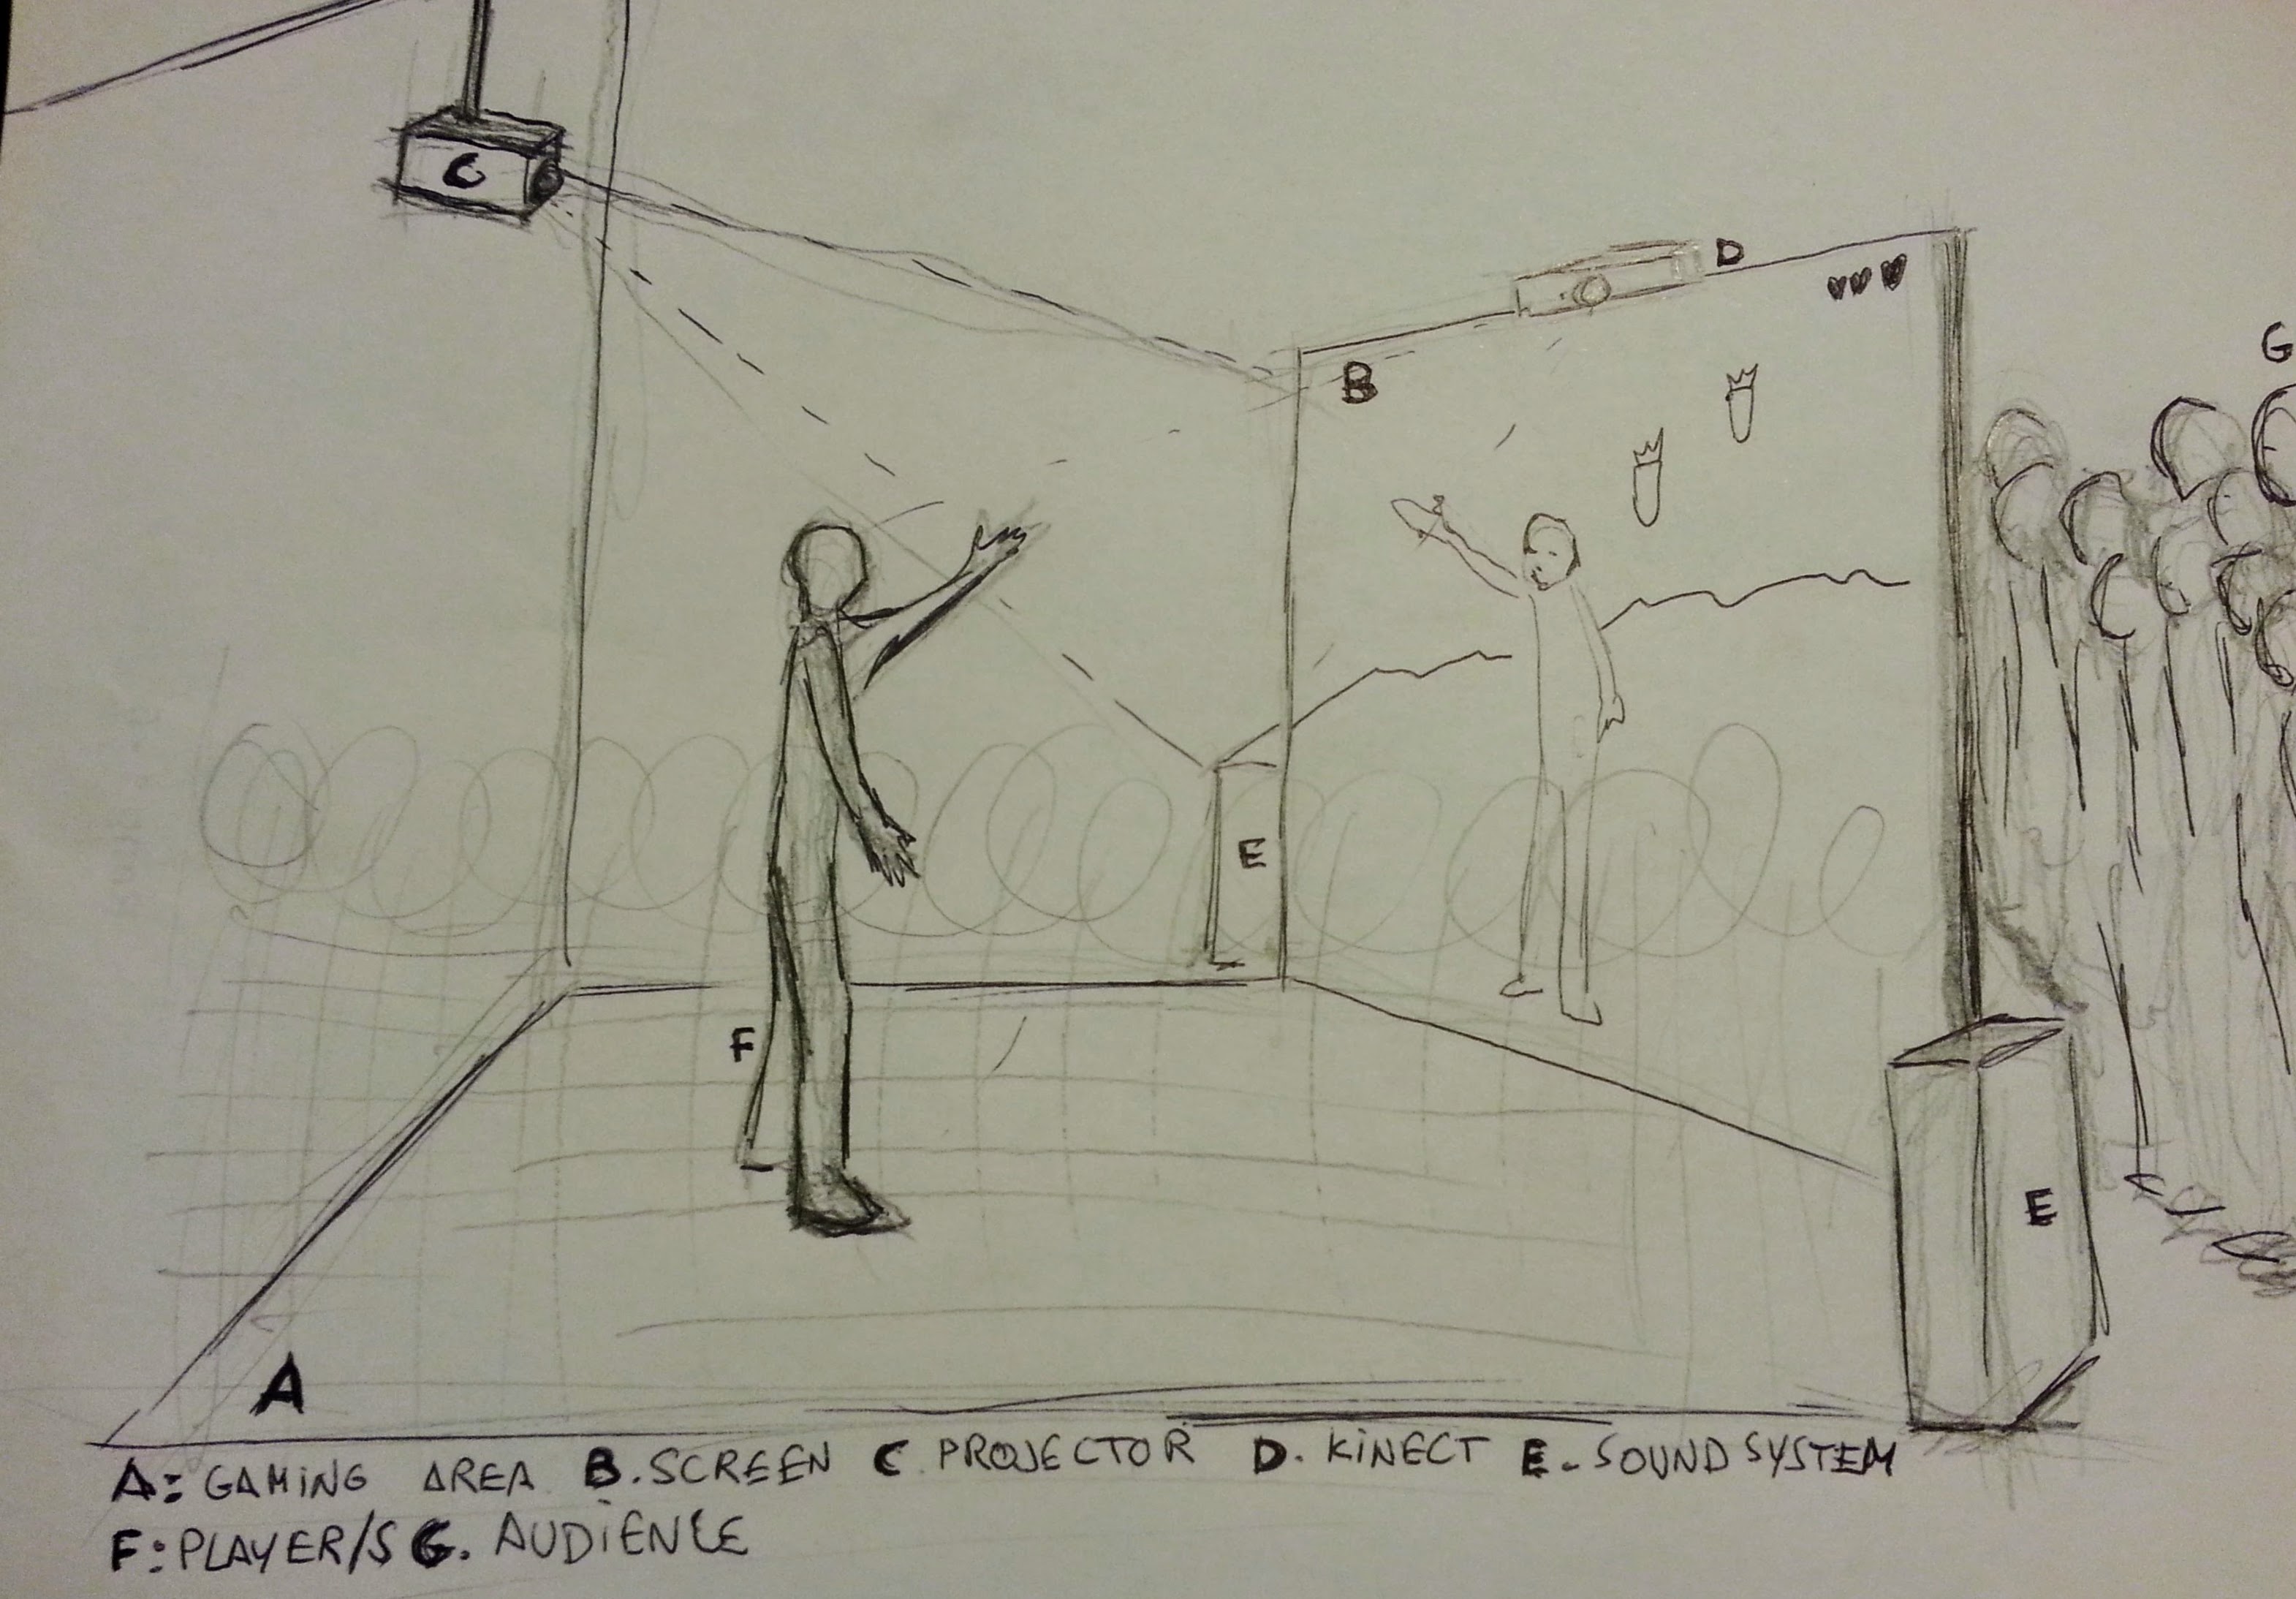 C
D
G
B
E
F
E
A
A: GAMING AREA B. SCREEN C. PROJECTOR D. KINECT E. SOUND SYSTEM
F: PLAYER/S G. AUDIENCE